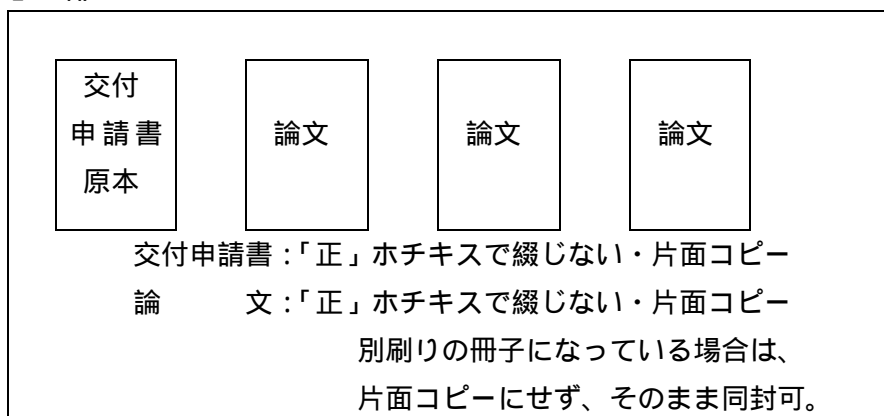 交付
申請書
原本
論文
論文
論文
交付申請書:「正」ホチキスで綴じない・片面コピー
論　　　文:「正」ホチキスで綴じない・片面コピー
別刷りの冊子になっている場合は、
片面コピーにせず、そのまま同封可。